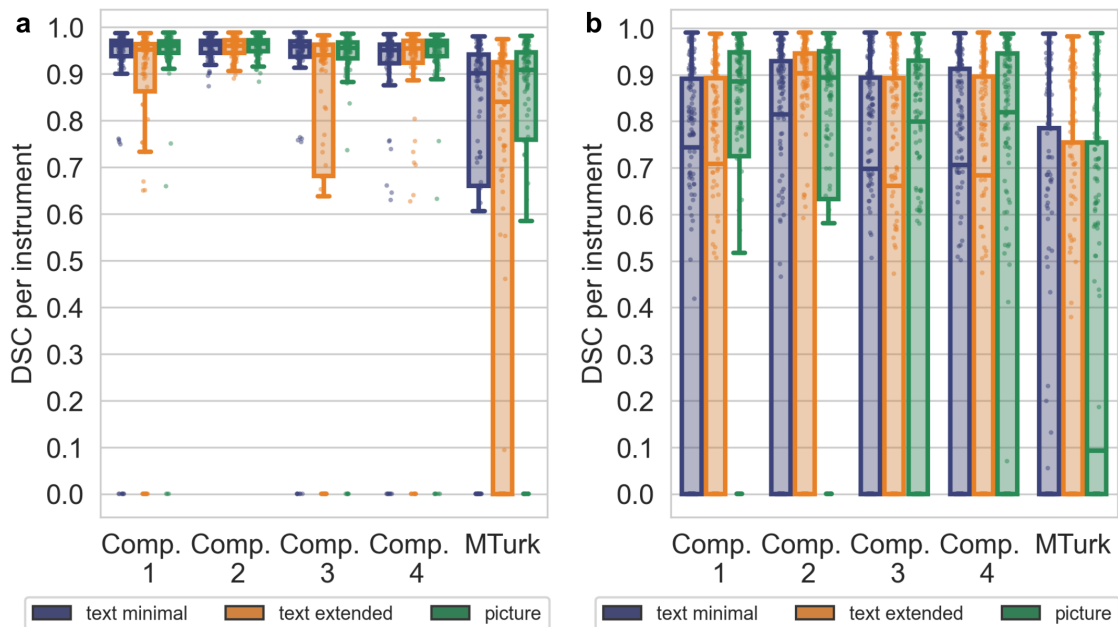 a
DSC per instrument
1.0
0.9
0.8
0.7
0.6
0.5
0.4
0.3
0.2
0.1
0.0
Comp. Comp. Comp. Comp. MTurk
1 2 3 4
text minimal text extended picture
b
DSC per instrument
1.0
0.9
0.8
0.7
0.6
0.5
0.4
0.3
0.2
0.1
0.0
Comp. Comp. Comp. Comp. MTurk
1 2 3 4
text minimal text extended picture